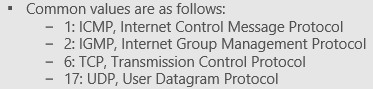 ▪ Common values are as follows:
– 1: ICMP, Internet Control Message Protocol
– 2: IGMP, Internet Group Management Protocol
– 6: TCP, Transmission Control Protocol
– 17: UDP, User Datagram Protocol